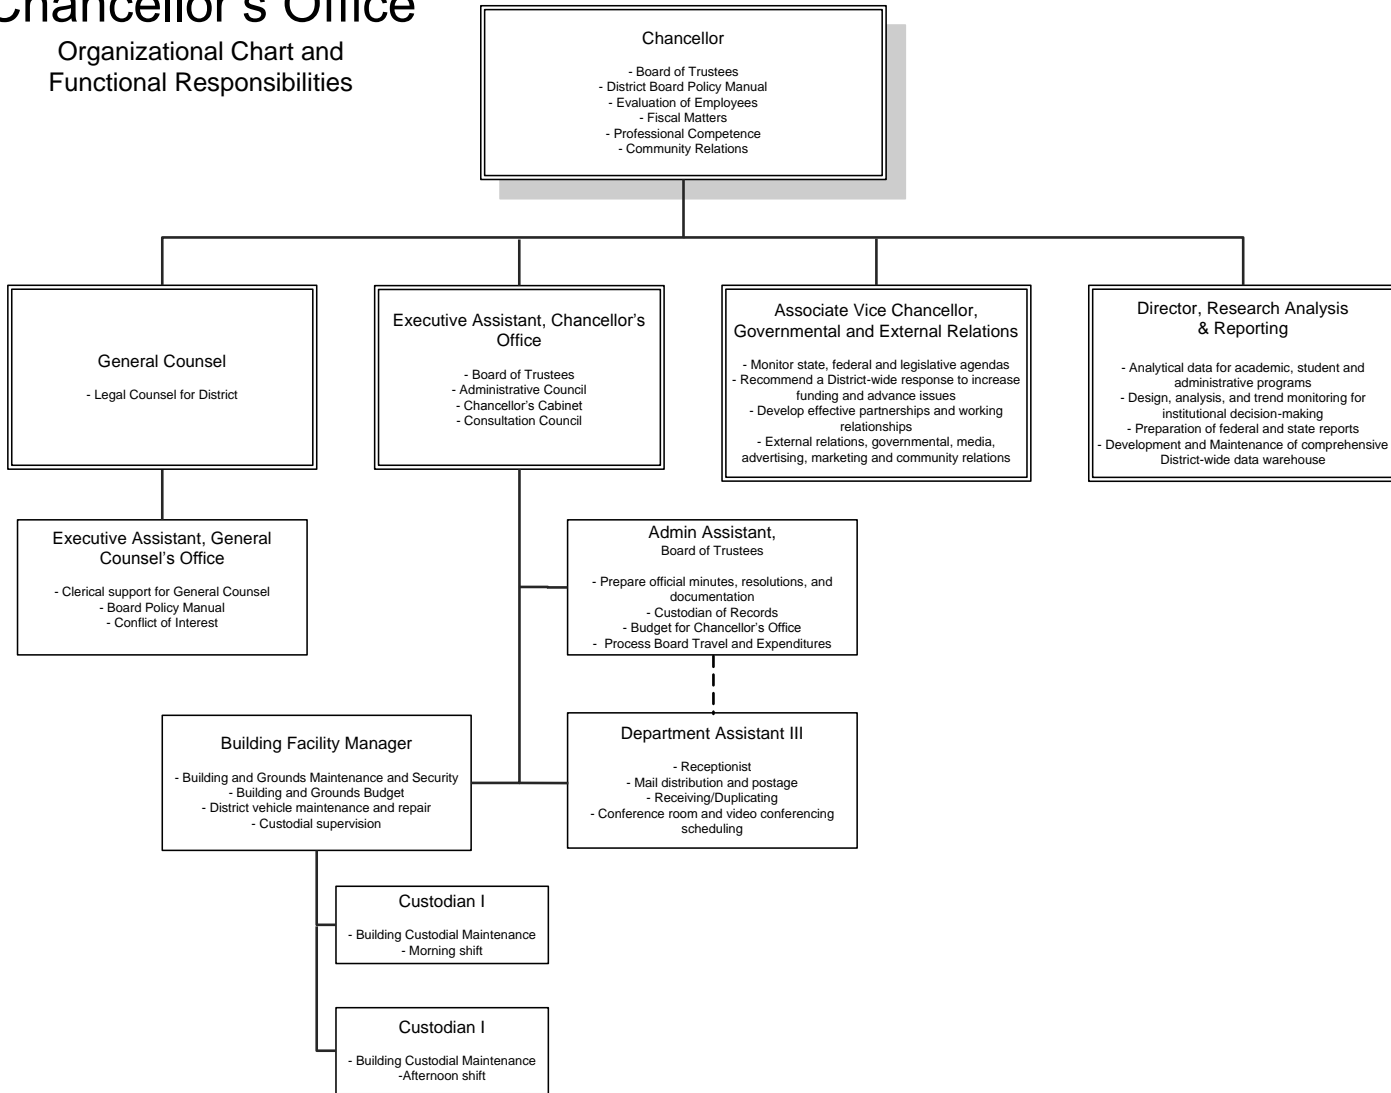 Chancellor's Office
Organizational Chart and
Functional Responsibilities
Chancellor
- Board of Trustees
- District Board Policy Manual
- Evaluation of Employees
- Fiscal Matters
- Professional Competence
- Community Relations
General Counsel
- Legal Counsel for District
Executive Assistant, Chancellor's
Office
- Board of Trustees
- Administrative Council
- Chancellor's Cabinet
- Consultation Council
Associate Vice Chancellor,
Governmental and External Relations
- Monitor state, federal and legislative agendas
- Recommend a District-wide response to increase
funding and advance issues
- Develop effective partnerships and working
relationships
- External relations, governmental, media,
advertising, marketing and community relations
Director, Research Analysis
& Reporting
- Analytical data for academic, student and
administrative programs
- Design, analysis, and trend monitoring for
institutional decision-making
- Preparation of federal and state reports
- Development and Maintenance of comprehensive
District-wide data warehouse
Executive Assistant, General
Counsel's Office
- Clerical support for General Counsel
- Board Policy Manual
- Conflict of Interest
Admin Assistant,
Board of Trustees
- Prepare official minutes, resolutions, and
documentation
- Custodian of Records
- Budget for Chancellor's Office
- Process Board Travel and Expenditures
Building Facility Manager
- Building and Grounds Maintenance and Security
- Building and Grounds Budget
- District vehicle maintenance and repair
- Custodial supervision
Department Assistant III
- Receptionist
- Mail distribution and postage
- Receiving/Duplicating
- Conference room and video conferencing
scheduling
Custodian I
- Building Custodial Maintenance
- Morning shift
Custodian I
- Building Custodial Maintenance
-Afternoon shift